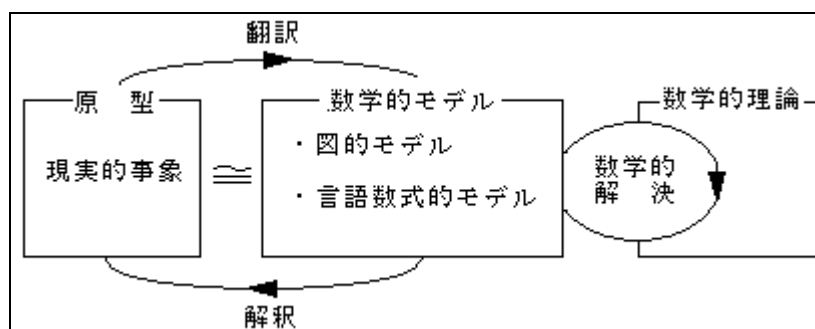 翻訳
原 型
数学的モデル
数学的理論
現実的事象
≅
・図的モデル
・言語数式的モデル
数学的
解 決
解釈